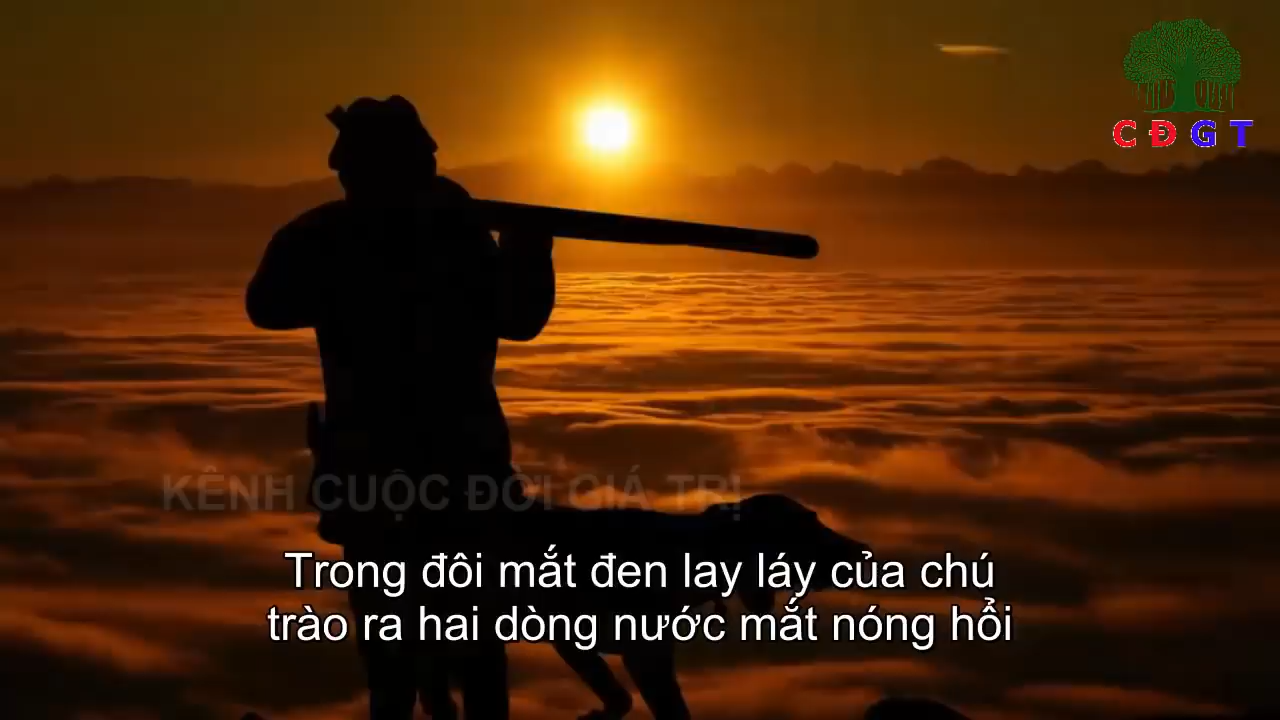 CĐGT
KÊNH CUỘC ĐỜI GIÁ TRỊ
Trong đôi mắt đen lay láy của chú
trào ra hai dòng nước mắt nóng hổi